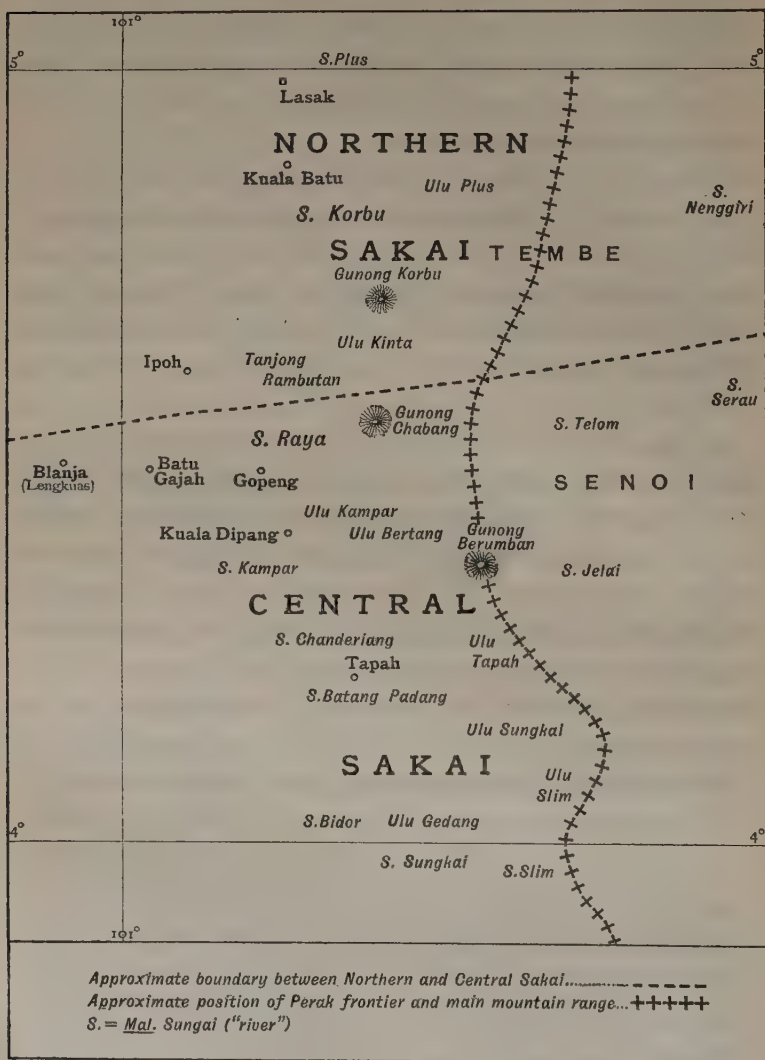 101°
5° S.Plus 5°
Lasak
NORTHERN
Kuala Batu Ulu Plus
S. Nenggiri
S. Korbu
SAKAI TEMBE
Gunong Korbu
Ulu Kinta
Ipoh Tanjong
Rambutan
S.
Serau
Gunong
Chabang
S. Telom
S. Raya
Blanja
(Lengkuas)
Batu
Gajah
Gopeng
SENOI
Ulu Kampar
Kuala Dipang Ulu Bertang Gunong
Berumban
S. Kampar S. Jelai
CENTRAL
S. Chanderiang Ulu
Tapah
Tapah
S.Batang Padang
Ulu Sungkai
SAKAI
Ulu
Slim
S.Bidor Ulu Gedang
4° 4°
S. Sungkai S.Slim
101°
Approximate boundary between Northern and Central Sakai
Approximate position of Perak frontier and main mountain range...+++++
S.= Mal. Sungai ("river")